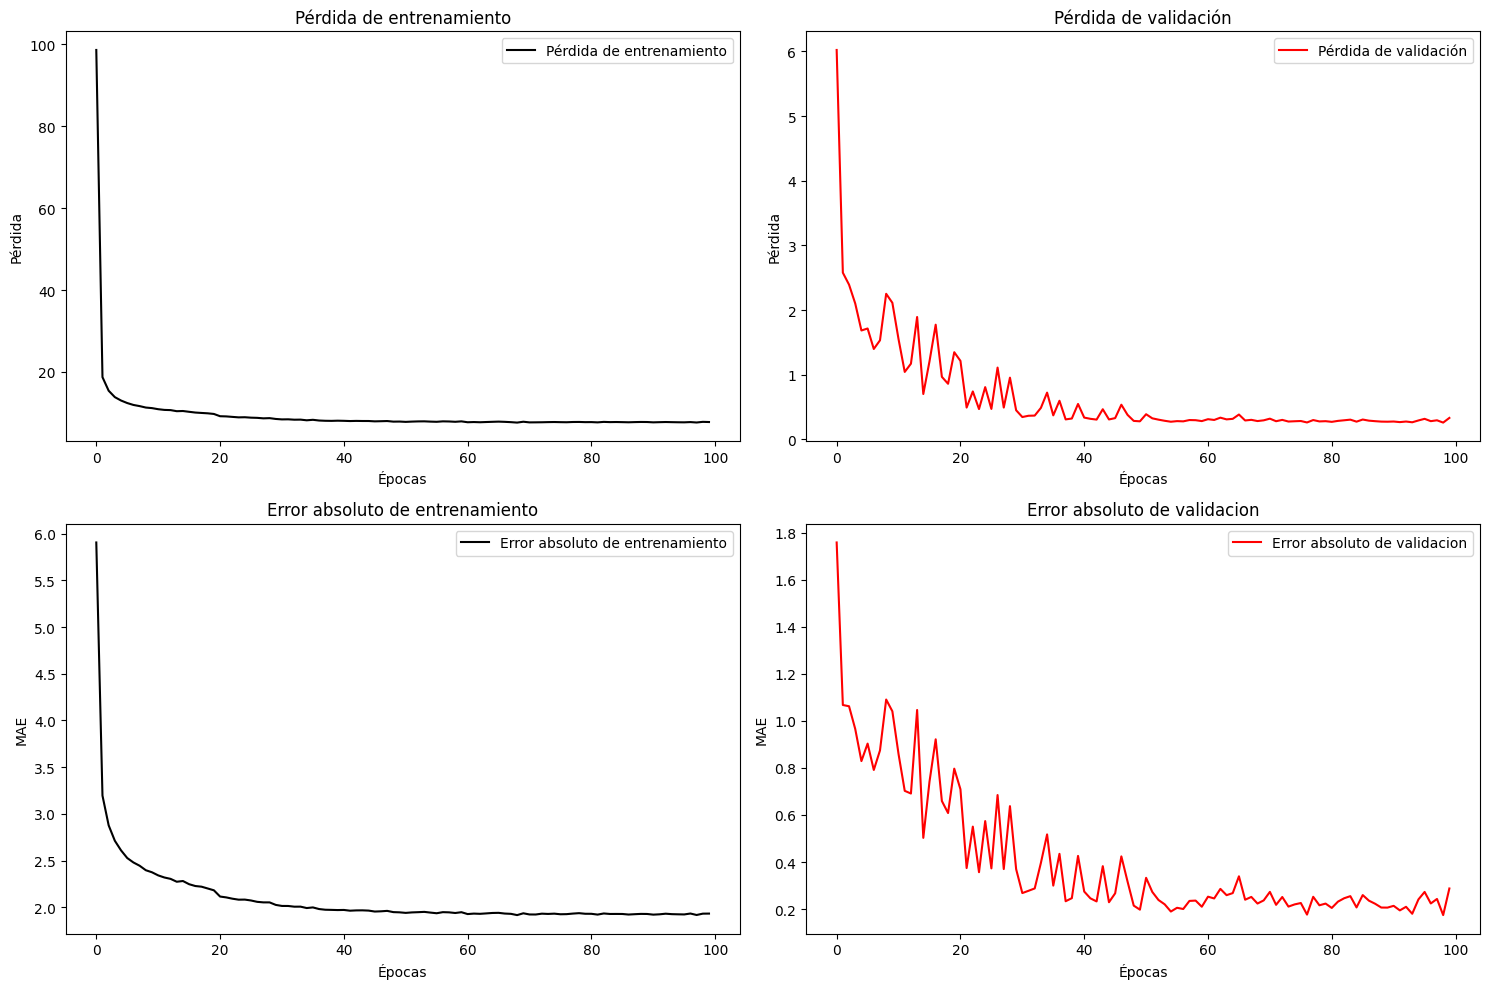 Pérdida de entrenamiento
Pérdida de entrenamiento
100
80
60
40
20
Pérdida
0 20 40 60 80 100
Épocas
Pérdida de validación
Pérdida de validación
6
5
4
3
2
1
0
Pérdida
0 20 40 60 80 100
Épocas
Error absoluto de entrenamiento
Error absoluto de entrenamiento
6.0
5.5
5.0
4.5
4.0
3.5
3.0
2.5
2.0
MAE
0 20 40 60 80 100
Épocas
Error absoluto de validacion
Error absoluto de validacion
1.8
1.6
1.4
1.2
1.0
0.8
0.6
0.4
0.2
MAE
0 20 40 60 80 100
Épocas